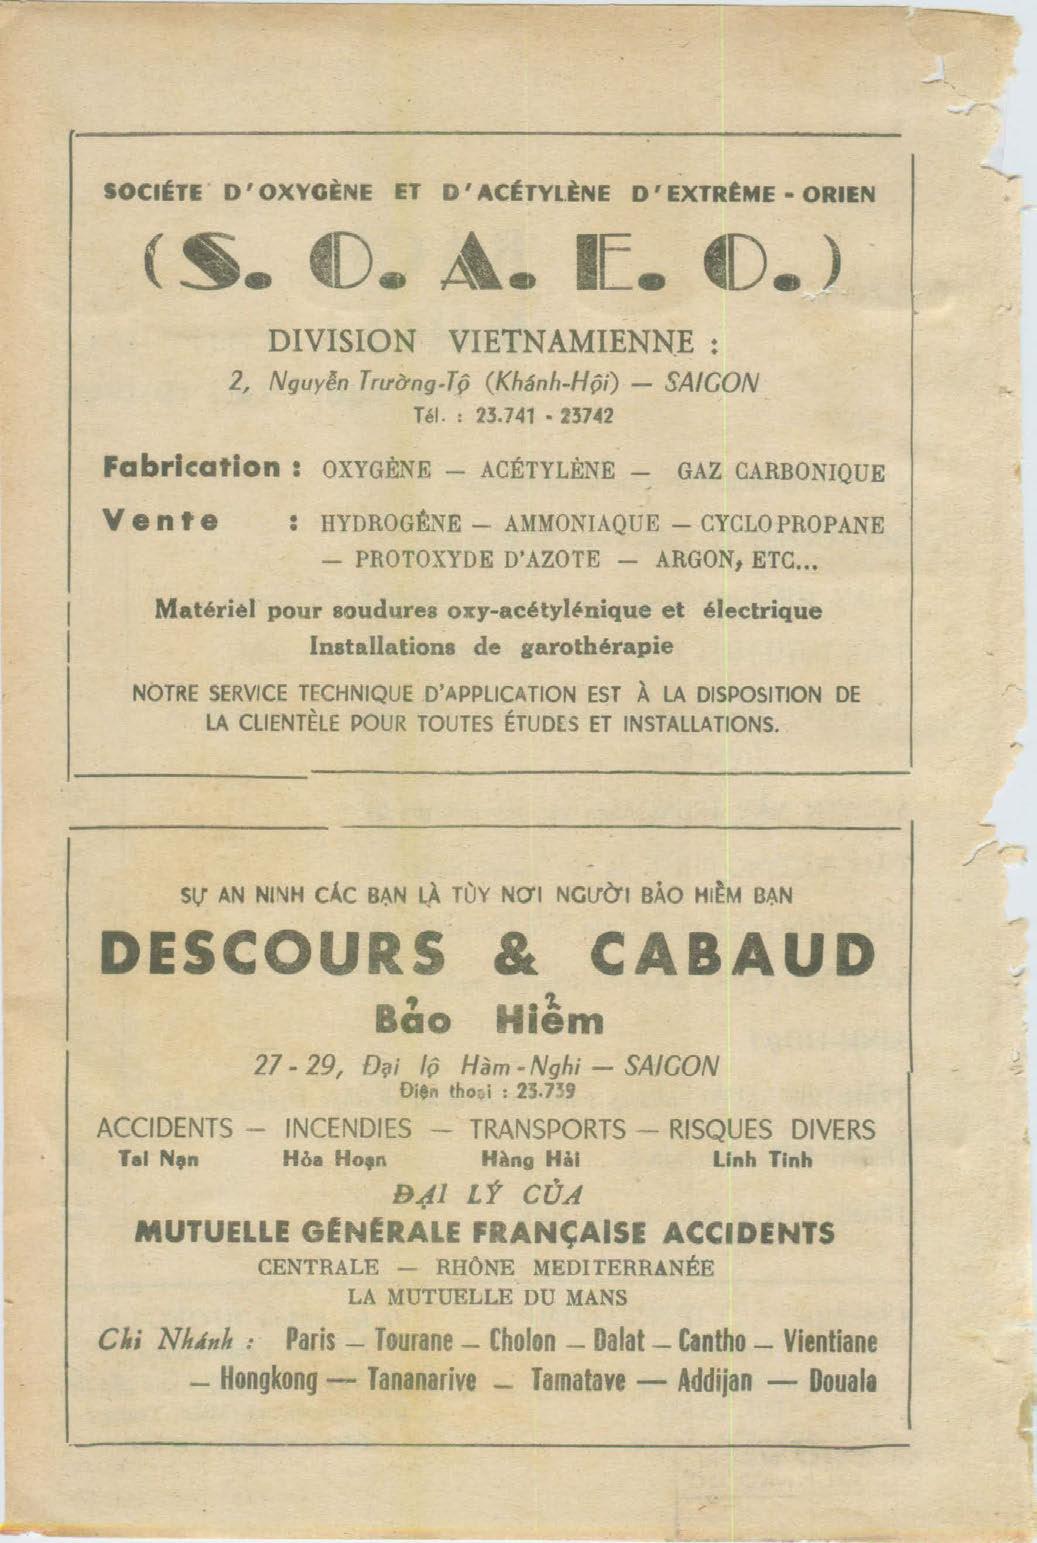 SOCIÉTE D'OXYGÈNE ET D'ACÉTYLÈNE D'EXTRÊME - ORIEN
(S. O. A. E. O.)
DIVISION VIETNAMIENNE :
2, Nguyễn Trường-Tộ (Khánh-Hội) — SAIGON
Tél. : 23.741 - 23742
Fabrication : OXYGÈNE — ACÉTYLÈNE — GAZ CARBONIQUE
Vente : HYDROGÊNE — AMMONIAQUE — CYCLOPROPANE
— PROTOXYDE D'AZOTE — ARGON, ETC...
Matériel pour soudures oxy-acétylénique et électrique
Installations de garothérapie
NOTRE SERVICE TECHNIQUE D'APPLICATION EST À LA DISPOSITION DE
LA CLIENTÈLE POUR TOUTES ÉTUDES ET INSTALLATIONS.
SỰ AN NINH CÁC BẠN LÀ TÙY NƠI NGƯỜI BẢO HIỂM BẠN
DESCOURS & CABAUD
Bảo Hiểm
27 - 29, Đại lộ Hàm - Nghi — SAIGON
Điện thoại : 23.739
ACCIDENTS — INCENDIES — TRANSPORTS — RISQUES DIVERS
Tai Nạn Hỏa Hoạn Hàng Hải Linh Tinh
ĐẠI LÝ CỦA
MUTUELLE GÉNÉRALE FRANÇAISE ACCIDENTS
CENTRALE — RHÔNE MEDITERRANÉE
LA MUTUELLE DU MANS
Chi Nhánh : Paris — Tourane — Cholon — Dalat — Cantho — Vientiane
— Hongkong — Tananarive — Tamatave — Addijan — Douala